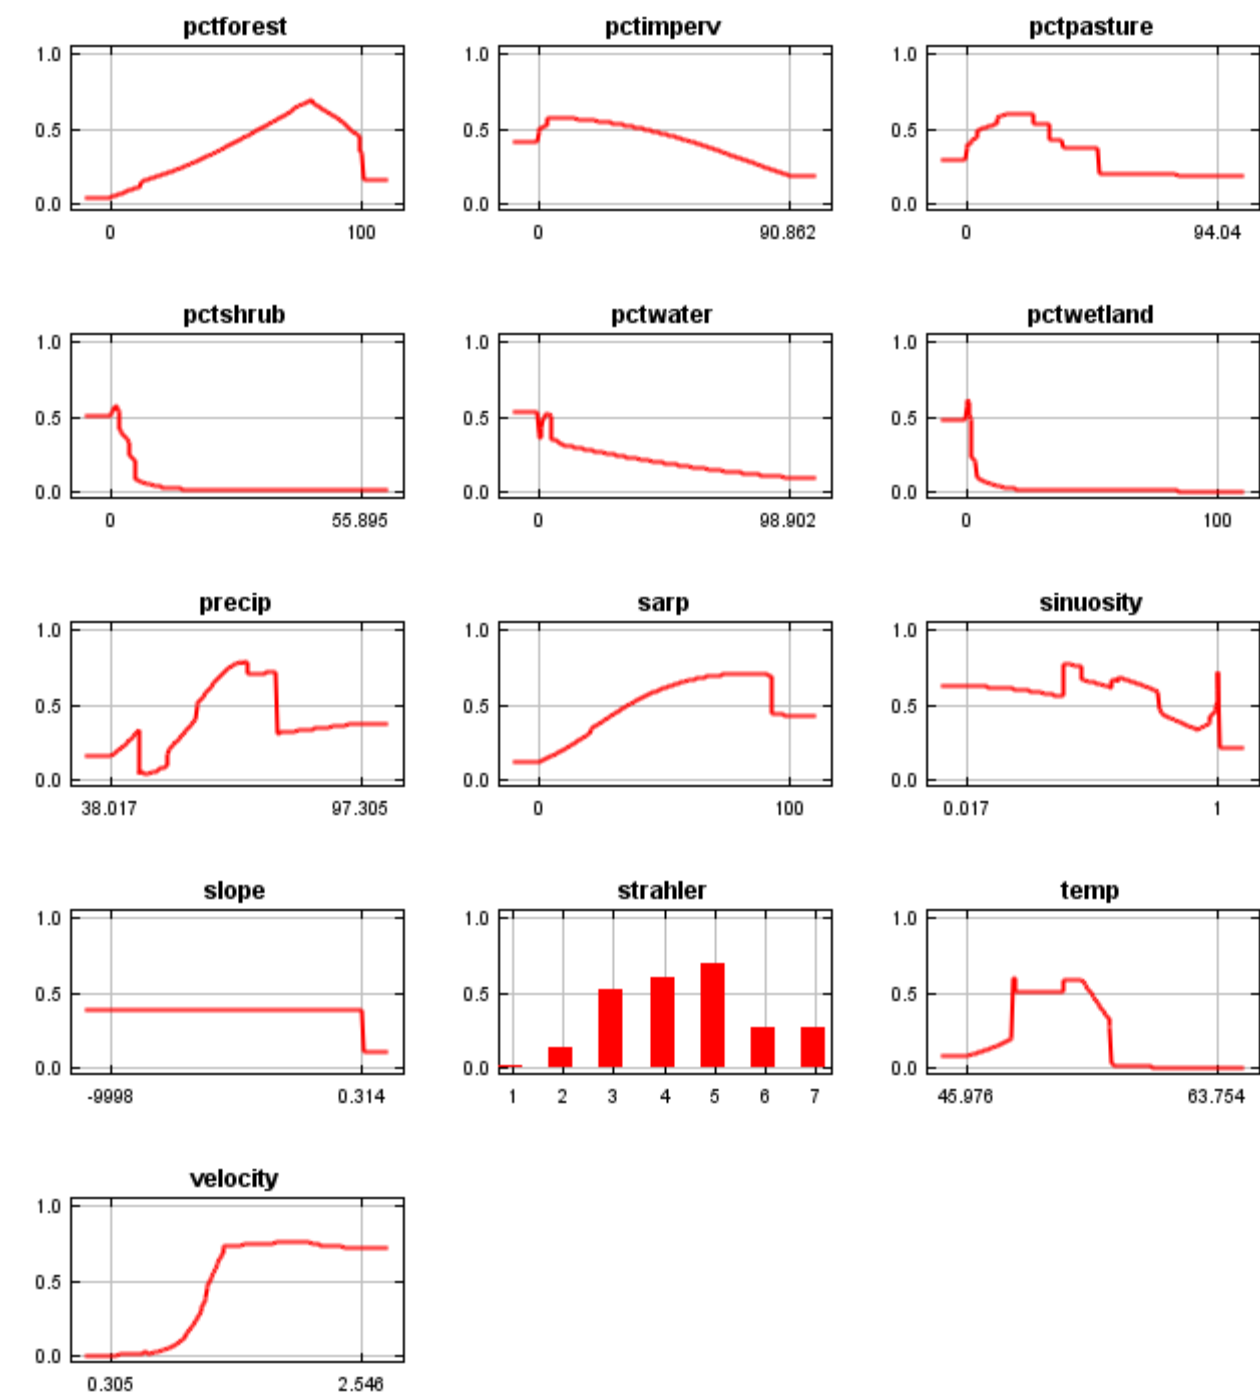 pctforest pctimperv pctpasture
1.0 1.0 1.0
0.5 0.5 0.5
0.0 0.0 0.0
0 100 0 90.862 0 94.04
pctshrub pctwater pctwetland
1.0 1.0 1.0
0.5 0.5 0.5
0.0 0.0 0.0
0 55.895 0 98.902 0 100
precip sarp sinuosity
1.0 1.0 1.0
0.5 0.5 0.5
0.0 0.0 0.0
38.017 97.305 0 100 0.017 1
slope strahler temp
1.0 1.0 1.0
0.5 0.5 0.5
0.0 0.0 0.0
-9998 0.314 1 2 3 4 5 6 7 45.976 63.754
velocity
1.0
0.5
0.0
0.305 2.546